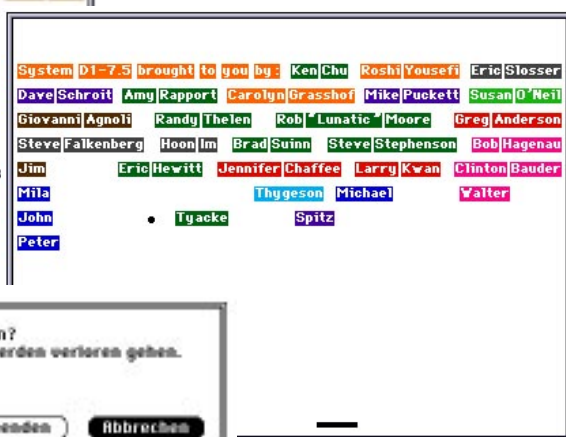 System D1-7.5 brought to you by: Ken Chu Roshi Yousefi Eric Slosser
Dave Schroit Amy Rapport Carolyn Grasshof Mike Puckett Susan O'Neil
Giovanni Agnoli Randy Thelen Rob "Lunatic" Moore Greg Anderson
Steve Falkenberg Hoon Im Brad Suinn Steve Stephenson Bob Hagenau
Jim Eric Hewitt Jennifer Chaffee Larry Kwan Clinton Bauder
Mila Thygeson Michael Walter
John Tyacke Spitz
Peter
n?
erden verloren gehen.
enden Abbrechen